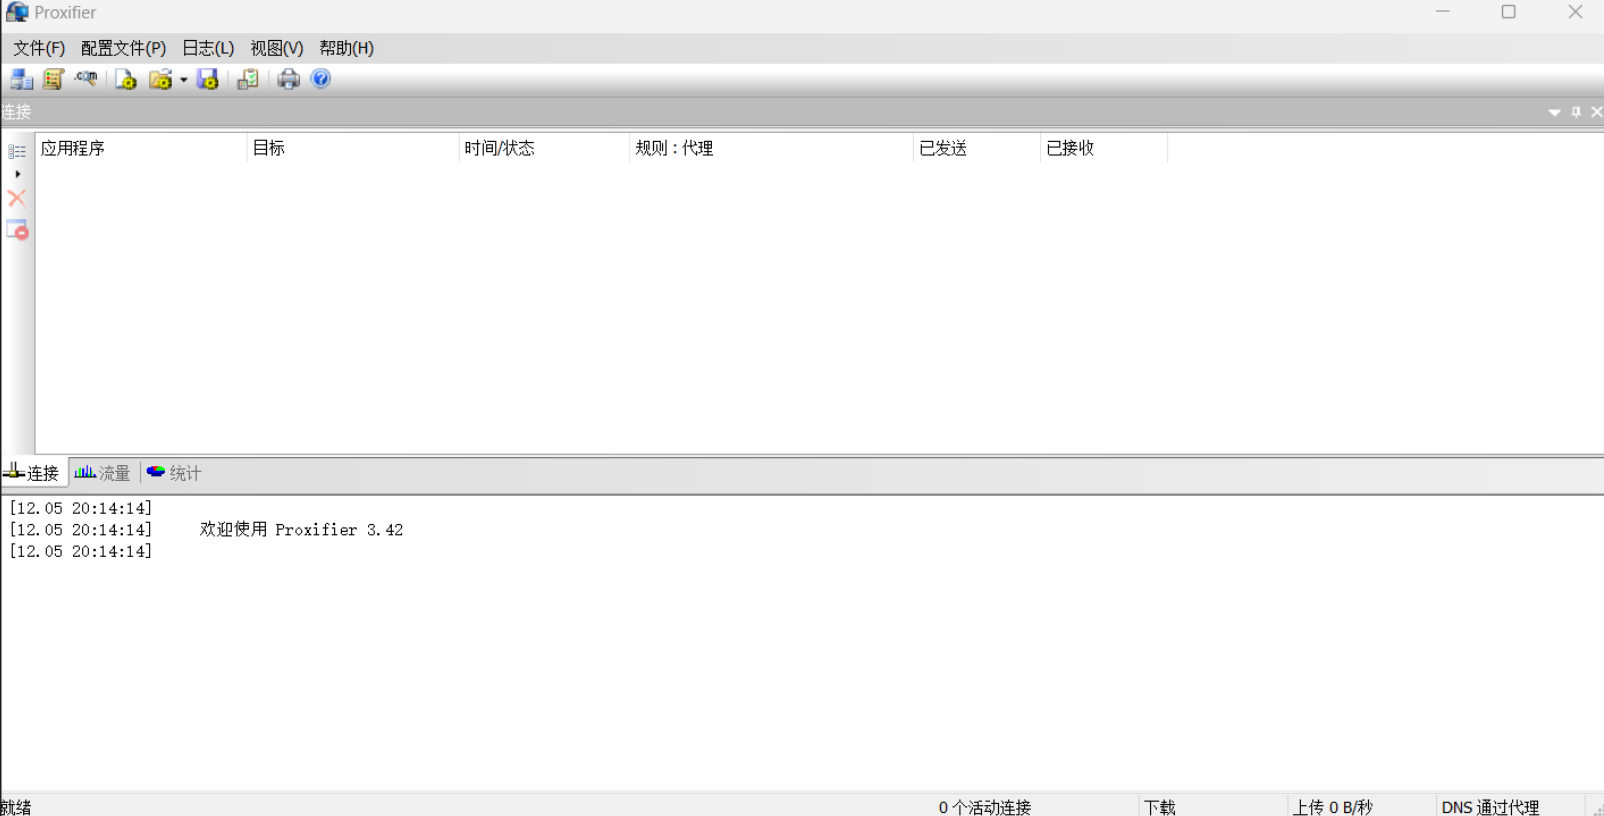 Proxifier
文件(F) 配置文件(P) 日志(L) 视图(V) 帮助(H)
连接
应用程序 目标 时间/状态 规则 : 代理 已发送 已接收
连接 流量 统计
[12.05 20:14:14]
[12.05 20:14:14] 欢迎使用 Proxifier 3.42
[12.05 20:14:14]
就绪 0 个活动连接 下载 上传 0 B/秒 DNS 通过代理